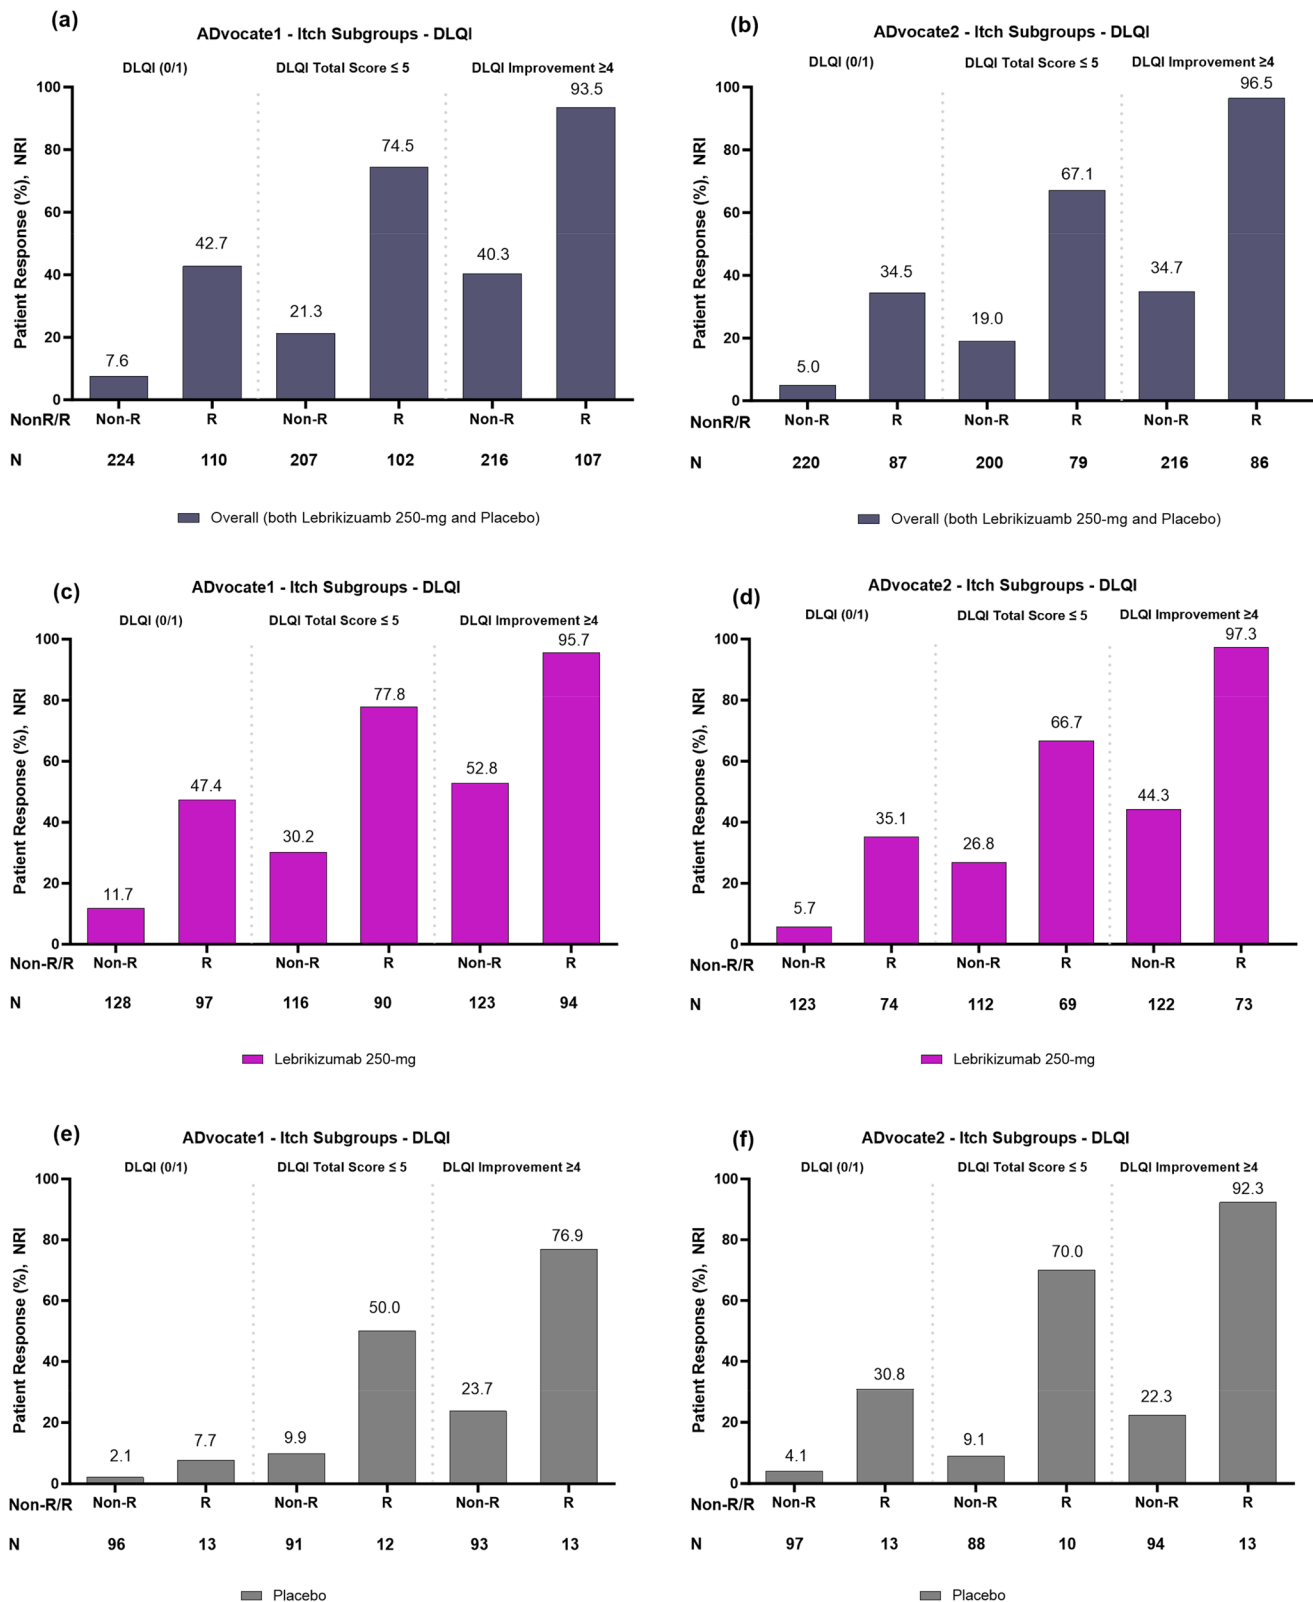 (a)
ADvocate1 - Itch Subgroups - DLQI
DLQI (0/1) DLQI Total Score ≤ 5 DLQI Improvement ≥4
Patient Response (%), NRI
100
80
60
40
20
0
7.6 42.7 21.3 74.5 40.3 93.5
NonR/R Non-R R Non-R R Non-R R
N 224 110 207 102 216 107
Overall (both Lebrikizuamb 250-mg and Placebo)
(b)
ADvocate2 - Itch Subgroups - DLQI
DLQI (0/1) DLQI Total Score ≤ 5 DLQI Improvement ≥4
Patient Response (%), NRI
100
80
60
40
20
0
5.0 34.5 19.0 67.1 34.7 96.5
NonR/R Non-R R Non-R R Non-R R
N 220 87 200 79 216 86
Overall (both Lebrikizuamb 250-mg and Placebo)
(c)
ADvocate1 - Itch Subgroups - DLQI
DLQI (0/1) DLQI Total Score ≤ 5 DLQI Improvement ≥4
Patient Response (%), NRI
100
80
60
40
20
0
11.7 47.4 30.2 77.8 52.8 95.7
Non-R/R Non-R R Non-R R Non-R R
N 128 97 116 90 123 94
Lebrikizumab 250-mg
(d)
ADvocate2 - Itch Subgroups - DLQI
DLQI (0/1) DLQI Total Score ≤ 5 DLQI Improvement ≥4
Patient Response (%), NRI
100
80
60
40
20
0
5.7 35.1 26.8 66.7 44.3 97.3
Non-R/R Non-R R Non-R R Non-R R
N 123 74 112 69 122 73
Lebrikizumab 250-mg
(e)
ADvocate1 - Itch Subgroups - DLQI
DLQI (0/1) DLQI Total Score ≤ 5 DLQI Improvement ≥4
Patient Response (%), NRI
100
80
60
40
20
0
2.1 7.7 9.9 50.0 23.7 76.9
Non-R/R Non-R R Non-R R Non-R R
N 96 13 91 12 93 13
Placebo
(f)
ADvocate2 - Itch Subgroups - DLQI
DLQI (0/1) DLQI Total Score ≤ 5 DLQI Improvement ≥4
Patient Response (%), NRI
100
80
60
40
20
0
4.1 30.8 9.1 70.0 22.3 92.3
Non-R/R Non-R R Non-R R Non-R R
N 97 13 88 10 94 13
Placebo